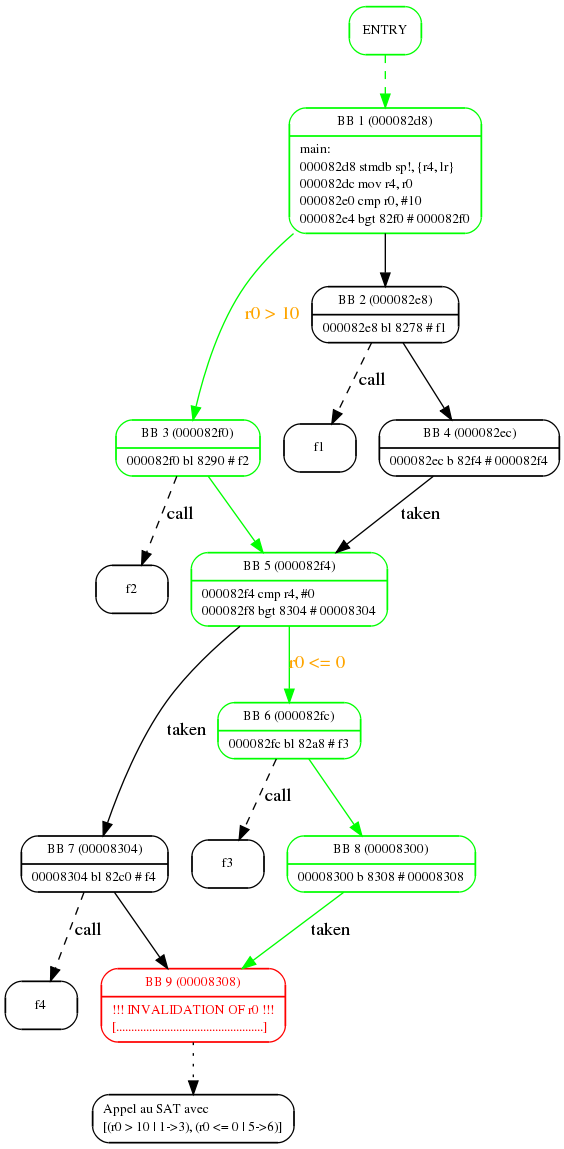 ENTRY
BB 1 (000082d8)
main:
000082d8 stmdb sp!, {r4, lr}
000082dc mov r4, r0
000082e0 cmp r0, #10
000082e4 bgt 82f0 # 000082f0
r0 > 10
BB 2 (000082e8)
000082e8 bl 8278 # f1
call
BB 3 (000082f0)
000082f0 bl 8290 # f2
f1
BB 4 (000082ec)
000082ec b 82f4 # 000082f4
call
taken
f2
BB 5 (000082f4)
000082f4 cmp r4, #0
000082f8 bgt 8304 # 00008304
r0 <= 0
taken
BB 6 (000082fc)
000082fc bl 82a8 # f3
call
BB 7 (00008304)
00008304 bl 82c0 # f4
f3
BB 8 (00008300)
00008300 b 8308 # 00008308
call
taken
f4
BB 9 (00008308)
!!! INVALIDATION OF r0 !!!
[.................................................]
Appel au SAT avec
[(r0 > 10 | 1->3), (r0 <= 0 | 5->6)]